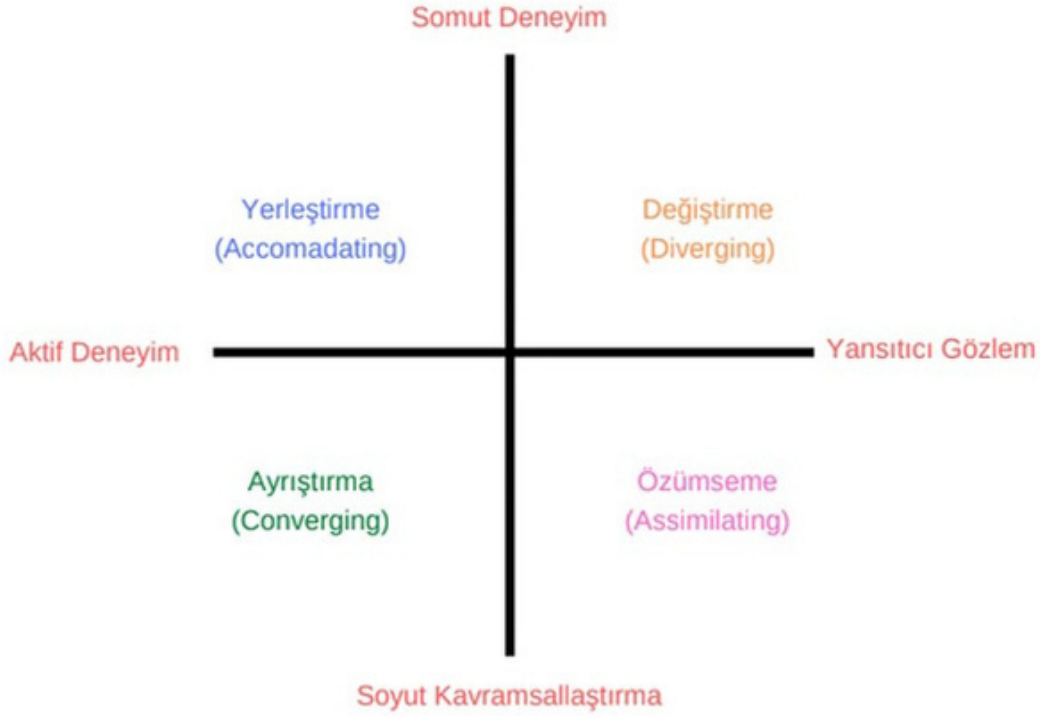 Somut Deneyim
Yerleştirme
(Accomadating)
Değiştirme
(Diverging)
Aktif Deneyim
Yansıtıcı Gözlem
Ayrıştırma
(Converging)
Özümseme
(Assimilating)
Soyut Kavramsallaştırma